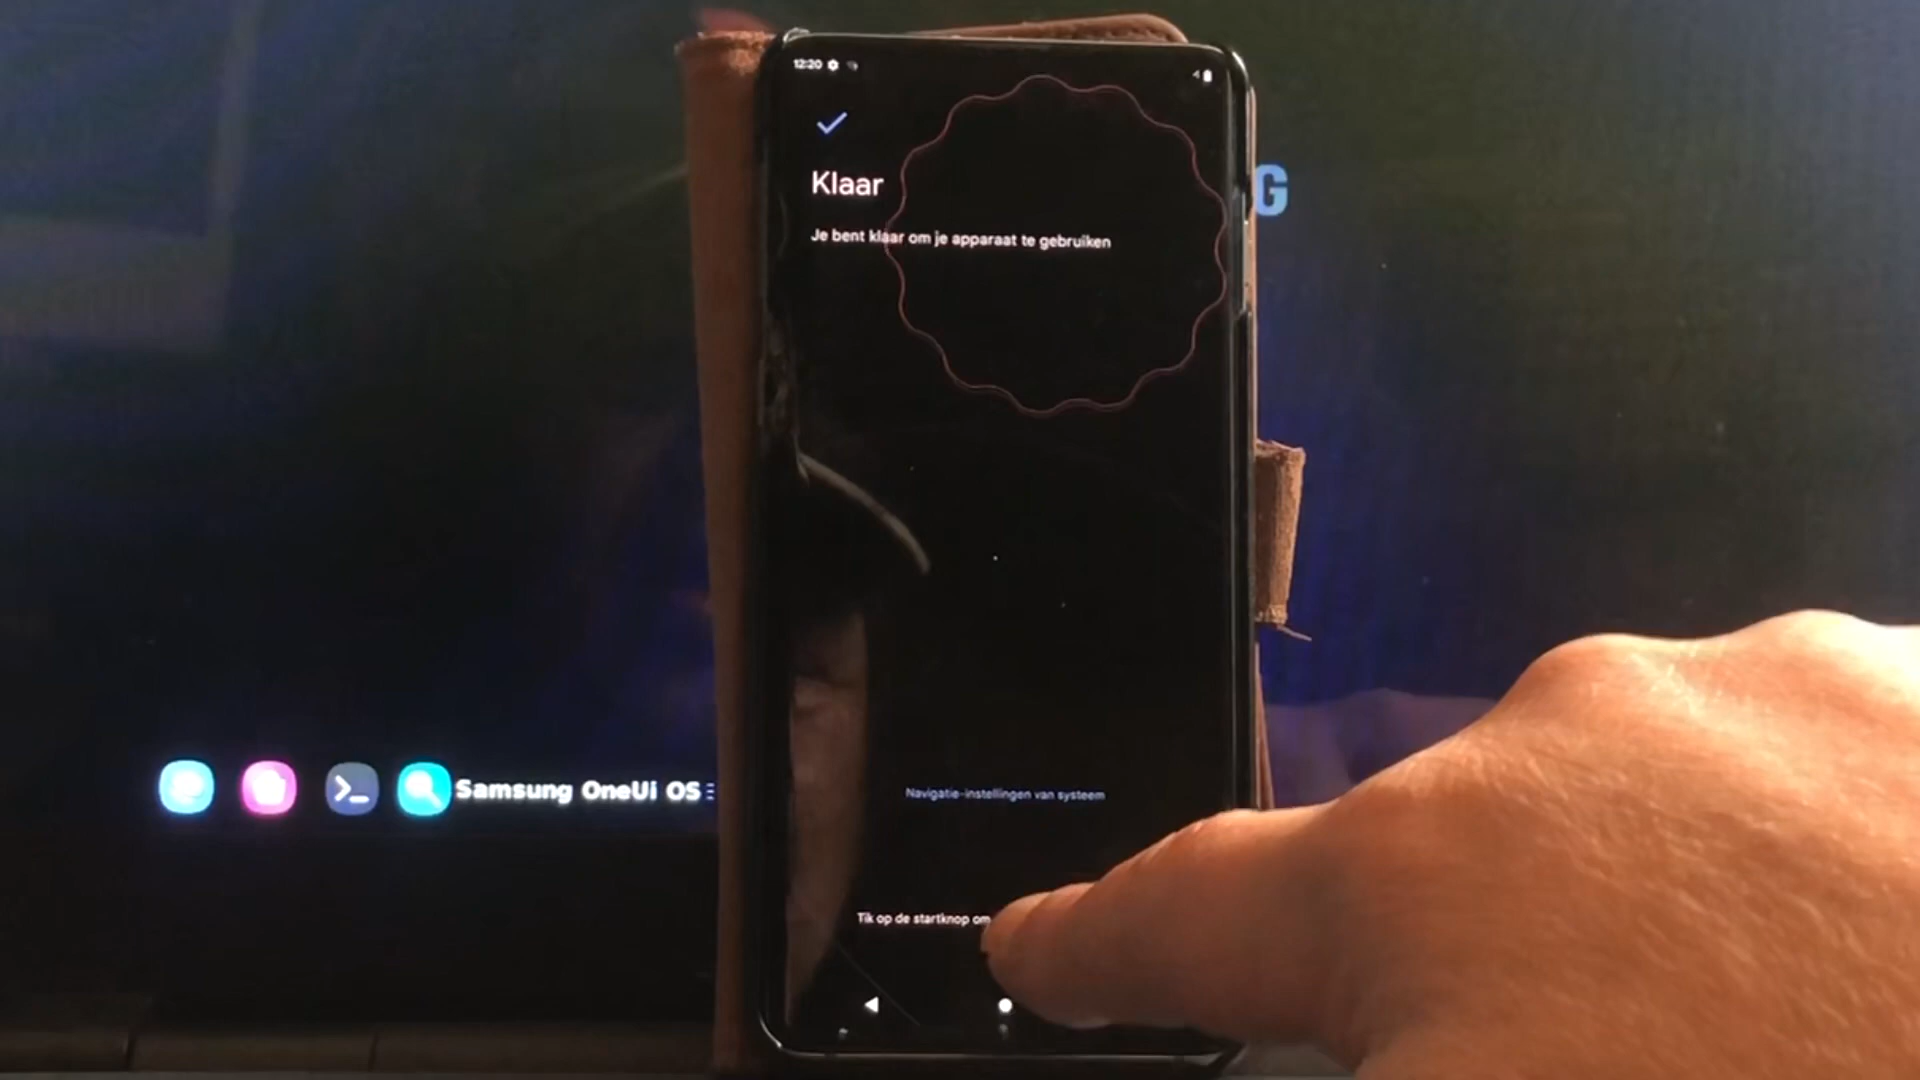 12:20
Klaar
Je bent klaar om je apparaat te gebruiken
G
Samsung OneUi OS
Navigatie-instellingen van systeem
Tik op de startknop om